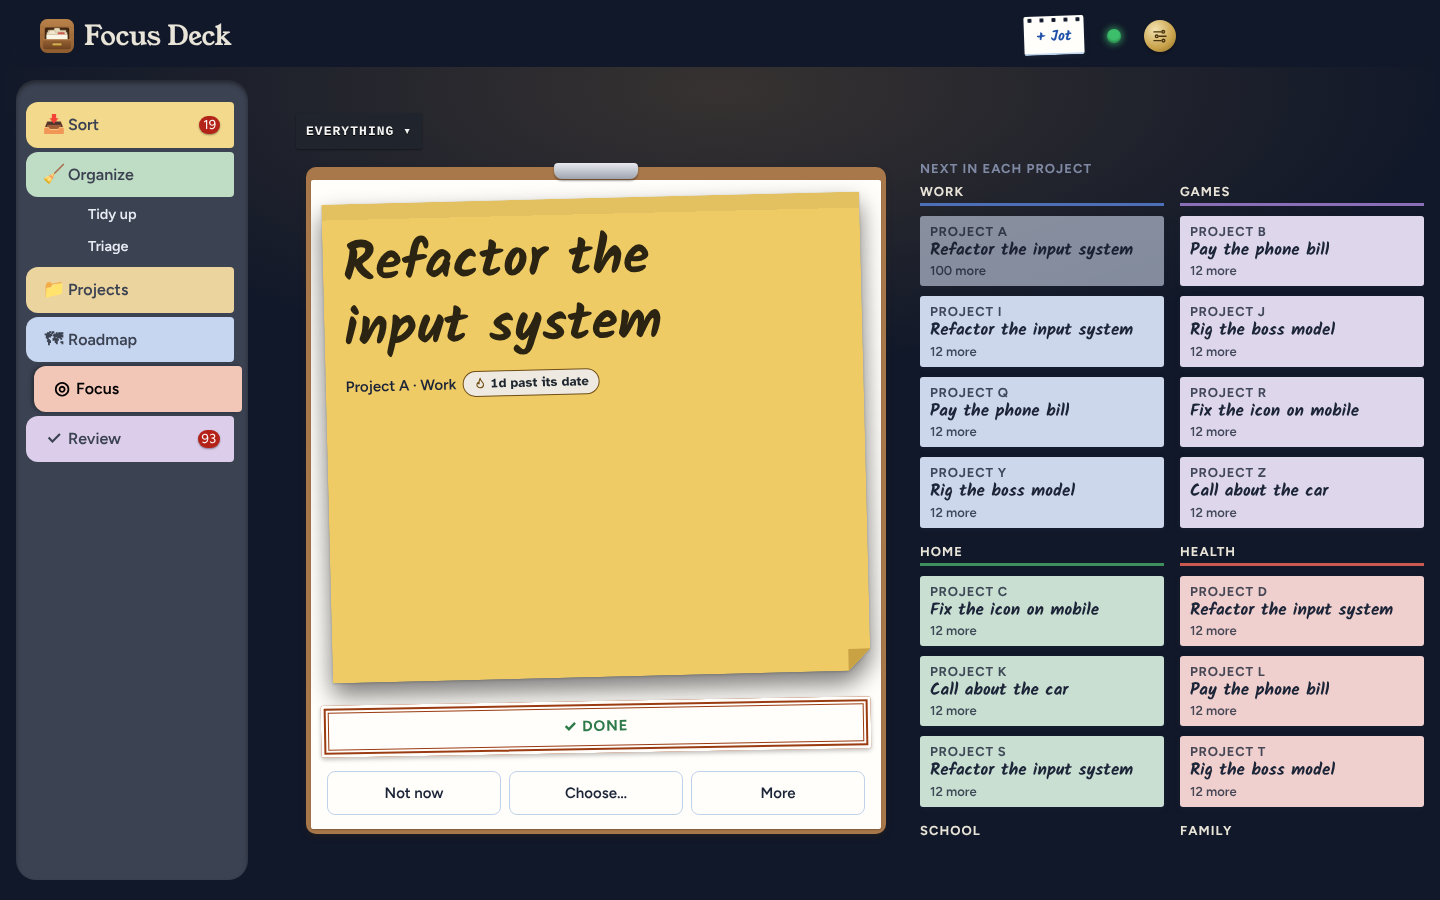 Focus Deck
+ Jot
Sort
19
Organize
Tidy up
Triage
Projects
Roadmap
Focus
Review
93
EVERYTHING ▾
Refactor the
input system
Project A · Work
1d past its date
✓ DONE
Not now
Choose...
More
NEXT IN EACH PROJECT
WORK
PROJECT A
Refactor the input system
100 more
PROJECT I
Refactor the input system
12 more
PROJECT Q
Pay the phone bill
12 more
PROJECT Y
Rig the boss model
12 more
GAMES
PROJECT B
Pay the phone bill
12 more
PROJECT J
Rig the boss model
12 more
PROJECT R
Fix the icon on mobile
12 more
PROJECT Z
Call about the car
12 more
HOME
PROJECT C
Fix the icon on mobile
12 more
PROJECT K
Call about the car
12 more
PROJECT S
Refactor the input system
12 more
HEALTH
PROJECT D
Refactor the input system
12 more
PROJECT L
Pay the phone bill
12 more
PROJECT T
Rig the boss model
12 more
SCHOOL
FAMILY